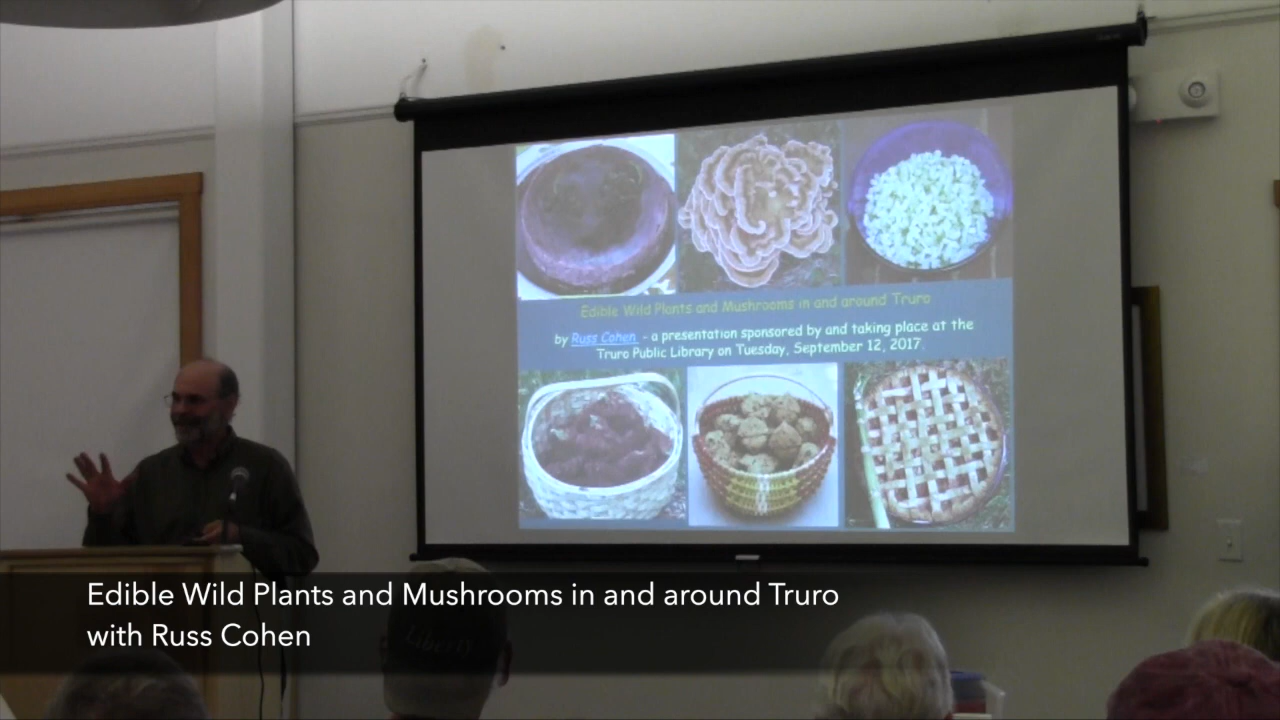 Edible Wild Plants and Mushrooms in and around Truro
by Russ Cohen - a presentation sponsored by and taking place at the
Truro Public Library on Tuesday, September 12, 2017.
Edible Wild Plants and Mushrooms in and around Truro
with Russ Cohen
Liberty